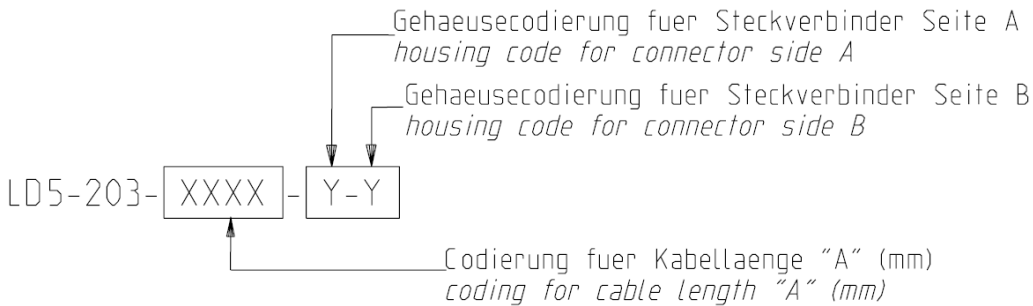 Gehaeusecodierung fuer Steckverbinder Seite A
housing code for connector side A
Gehaeusecodierung fuer Steckverbinder Seite B
housing code for connector side B
LD5-203-XXXX-Y-Y
Codierung fuer Kabellaenge "A" (mm)
coding for cable length "A" (mm)